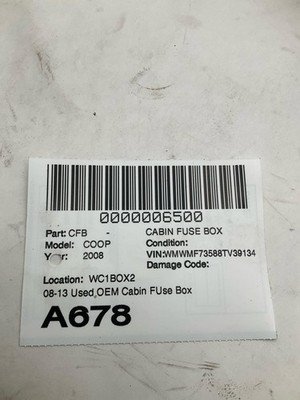 0000006500
Part: CFB - CABIN FUSE BOX
Model: COOP Condition:
Year: 2008 VIN:WMWMF73588TV39134
Damage Code:
Location: WC1BOX2
08-13 Used OEM Cabin FUse Box
A678